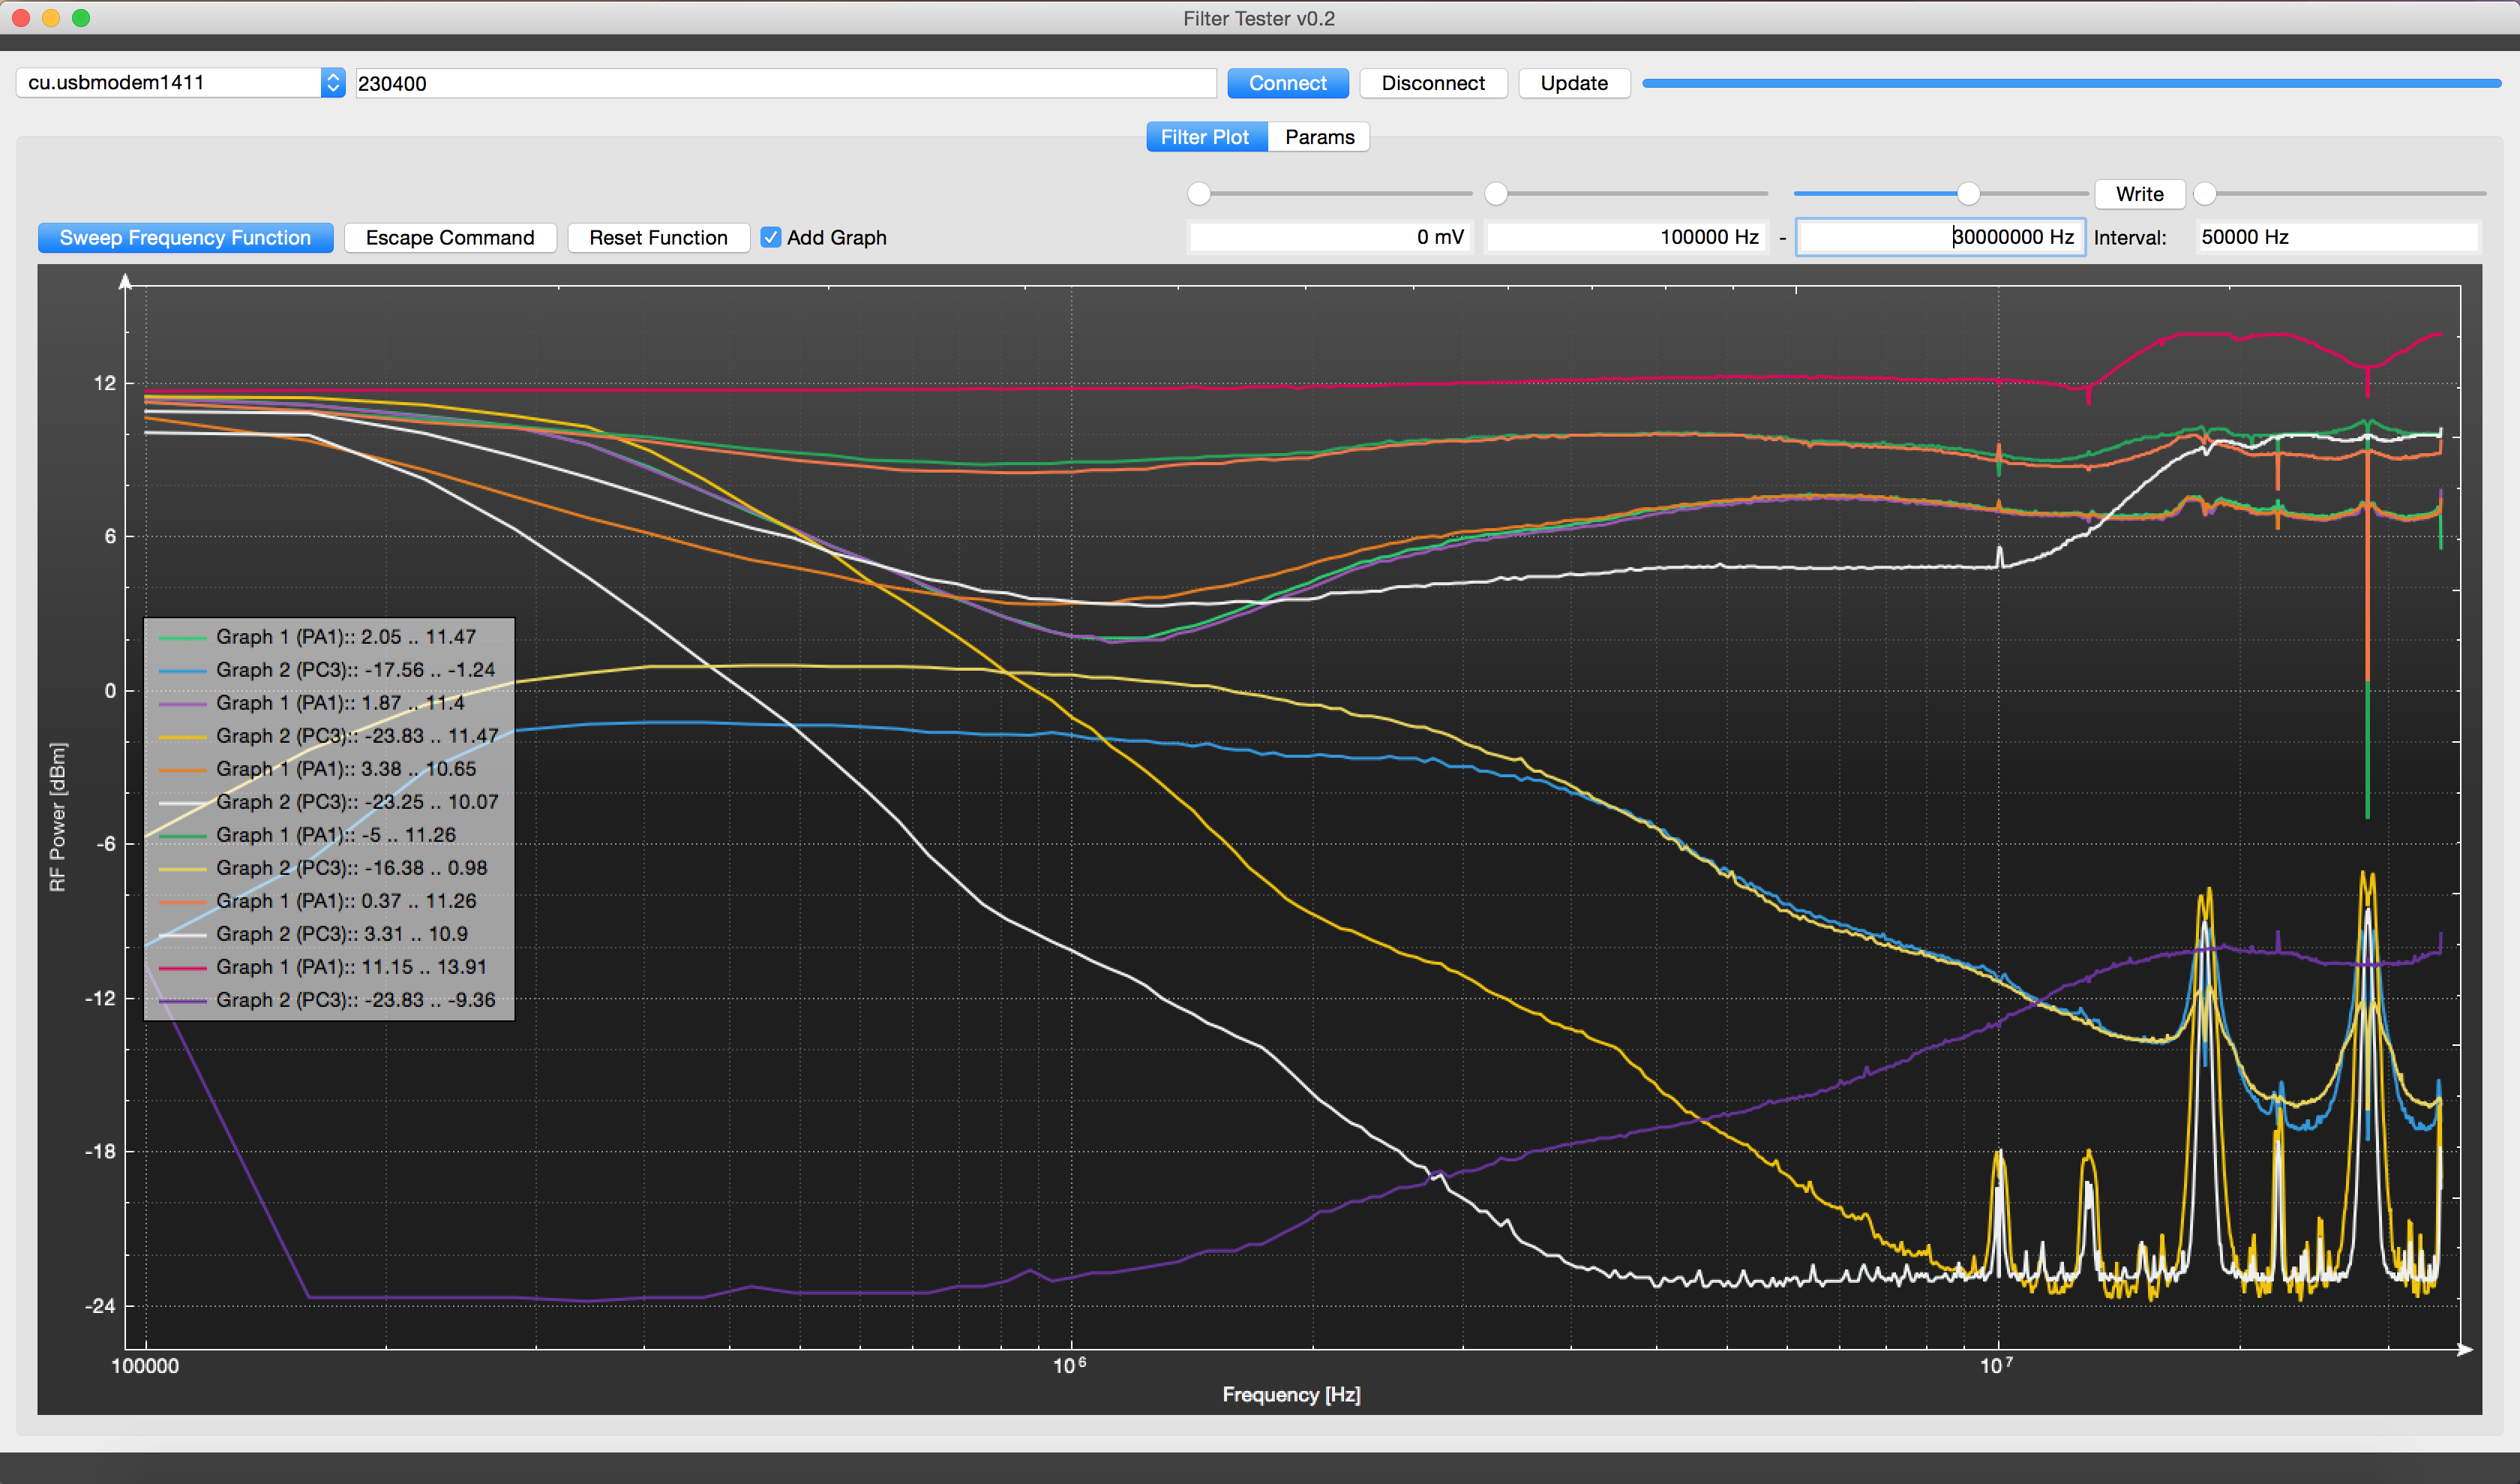 Filter Tester v0.2
cu.usbmodem1411 230400 Connect Disconnect Update
Filter Plot Params
Write
Sweep Frequency Function Escape Command Reset Function Add Graph 0 mV 100000 Hz - 30000000 Hz Interval: 50000 Hz
12
6
0
-6
-12
-18
-24
RF Power [dBm]
Graph 1 (PA1):: 2.05 .. 11.47
Graph 2 (PC3):: -17.56 .. -1.24
Graph 1 (PA1):: 1.87 .. 11.4
Graph 2 (PC3):: -23.83 .. 11.47
Graph 1 (PA1):: 3.38 .. 10.65
Graph 2 (PC3):: -23.25 .. 10.07
Graph 1 (PA1):: -5 .. 11.26
Graph 2 (PC3):: -16.38 .. 0.98
Graph 1 (PA1):: 0.37 .. 11.26
Graph 2 (PC3):: 3.31 .. 10.9
Graph 1 (PA1):: 11.15 .. 13.91
Graph 2 (PC3):: -23.83 .. -9.36
100000 10⁶ 10⁷
Frequency [Hz]